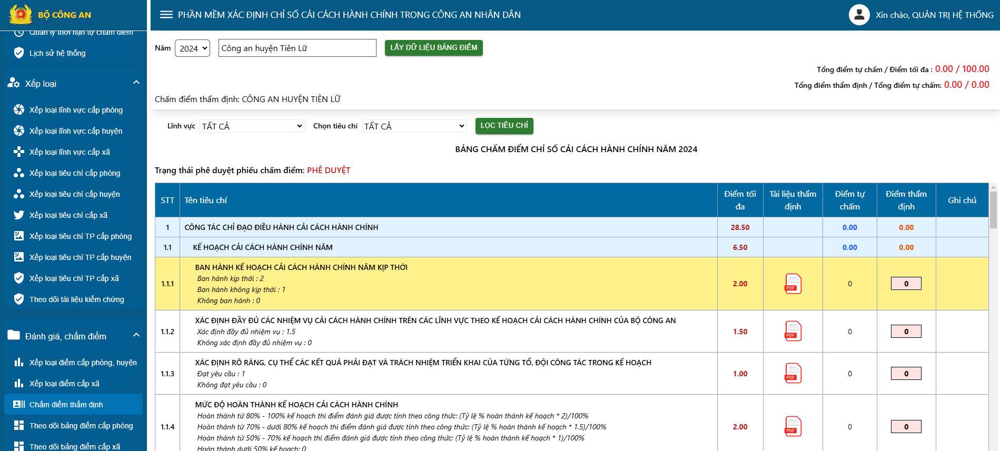 BỘ CÔNG AN
Quản lý thời hạn tự chấm điểm
Lịch sử hệ thống
Xếp loại
Xếp loại lĩnh vực cấp phòng
Xếp loại lĩnh vực cấp huyện
Xếp loại lĩnh vực cấp xã
Xếp loại tiêu chí cấp phòng
Xếp loại tiêu chí cấp huyện
Xếp loại tiêu chí cấp xã
Xếp loại tiêu chí TP cấp phòng
Xếp loại tiêu chí TP cấp huyện
Xếp loại tiêu chí TP cấp xã
Theo dõi tài liệu kiểm chứng
Đánh giá, chấm điểm
Xếp loại điểm cấp phòng, huyện
Xếp loại điểm cấp xã
Chấm điểm thẩm định
Theo dõi bảng điểm cấp phòng
Theo dõi bảng điểm cấp xã
PHẦN MỀM XÁC ĐỊNH CHỈ SỐ CẢI CÁCH HÀNH CHÍNH TRONG CÔNG AN NHÂN DÂN
Xin chào, QUẢN TRỊ HỆ THỐNG
Năm 2024 Công an huyện Tiên Lữ LẤY DỮ LIỆU BẢNG ĐIỂM
Tổng điểm tự chấm / Điểm tối đa : 0.00 / 100.00
Tổng điểm thẩm định / Tổng điểm tự chấm: 0.00 / 0.00
Chấm điểm thẩm định: CÔNG AN HUYỆN TIÊN LỮ
Lĩnh vực TẤT CẢ Chọn tiêu chí TẤT CẢ LỌC TIÊU CHÍ
BẢNG CHẤM ĐIỂM CHỈ SỐ CẢI CÁCH HÀNH CHÍNH NĂM 2024
Trạng thái phê duyệt phiếu chấm điểm: PHÊ DUYỆT
STT Tên tiêu chí Điểm tối đa Tài liệu thẩm định Điểm tự chấm Điểm thẩm định Ghi chú
1 CÔNG TÁC CHỈ ĐẠO ĐIỀU HÀNH CẢI CÁCH HÀNH CHÍNH 28.50 0.00 0.00
1.1 KẾ HOẠCH CẢI CÁCH HÀNH CHÍNH NĂM 6.50 0.00 0.00
BAN HÀNH KẾ HOẠCH CẢI CÁCH HÀNH CHÍNH NĂM KỊP THỜI
Ban hành kịp thời : 2
1.1.1 Ban hành không kịp thời : 1 2.00 PDF 0 0
Không ban hành : 0
XÁC ĐỊNH ĐẦY ĐỦ CÁC NHIỆM VỤ CẢI CÁCH HÀNH CHÍNH TRÊN CÁC LĨNH VỰC THEO KẾ HOẠCH CẢI CÁCH HÀNH CHÍNH CỦA BỘ CÔNG AN
1.1.2 Xác định đầy đủ nhiệm vụ : 1.5 1.50 PDF 0 0
Không xác định đầy đủ nhiệm vụ : 0
XÁC ĐỊNH RÕ RÀNG, CỤ THỂ CÁC KẾT QUẢ PHẢI ĐẠT VÀ TRÁCH NHIỆM TRIỂN KHAI CỦA TỪNG TỔ, ĐỘI CÔNG TÁC TRONG KẾ HOẠCH
1.1.3 Đạt yêu cầu : 1 1.00 PDF 0 0
Không đạt yêu cầu : 0
MỨC ĐỘ HOÀN THÀNH KẾ HOẠCH CẢI CÁCH HÀNH CHÍNH
Hoàn thành từ 80% - 100% kế hoạch thì điểm đánh giá được tính theo công thức: (Tỷ lệ % hoàn thành kế hoạch * 2)/100%
1.1.4 Hoàn thành từ 70% - dưới 80% kế hoạch thì điểm đánh giá được tính theo công thức: (Tỷ lệ % hoàn thành kế hoạch * 1.5)/100% 2.00 PDF 0 0
Hoàn thành từ 50% - 70% kế hoạch thì điểm đánh giá được tính theo công thức: (Tỷ lệ % hoàn thành kế hoạch * 1)/100%
Hoàn thành dưới 50% kế hoạch: 0